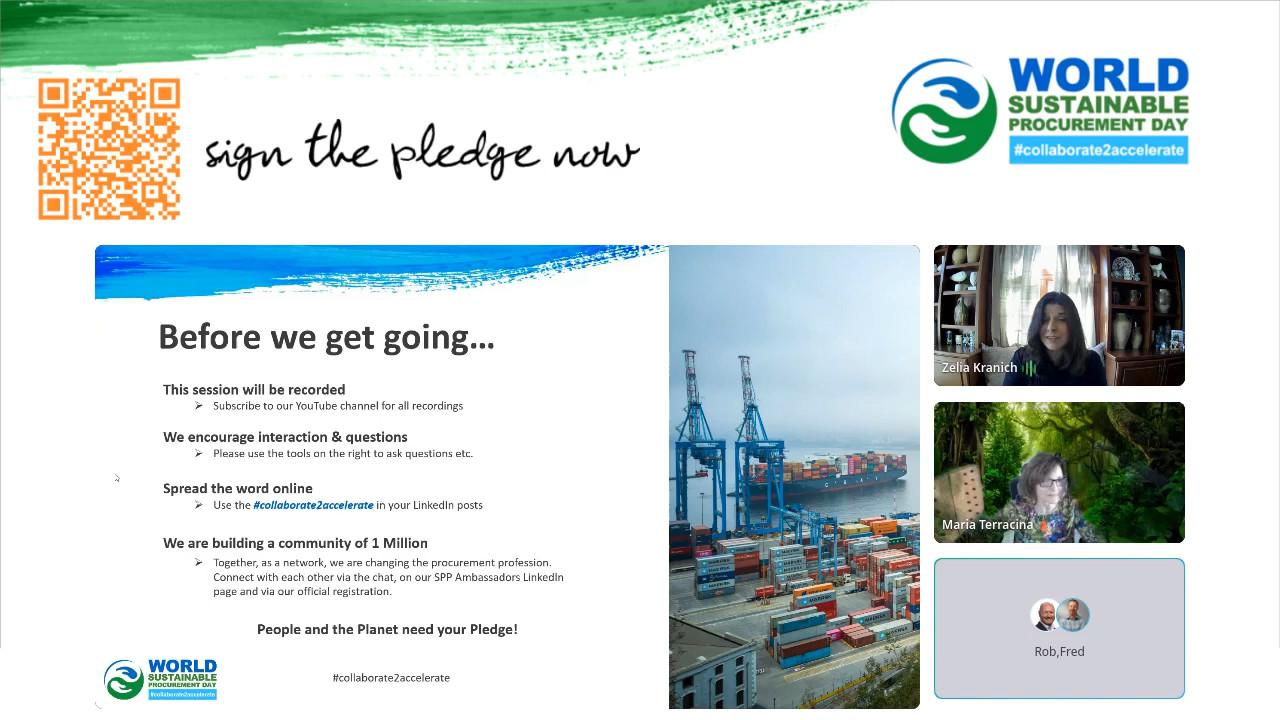 sign the pledge now
WORLD
SUSTAINABLE
PROCUREMENT DAY
#collaborate2accelerate
Before we get going...
This session will be recorded
➢ Subscribe to our YouTube channel for all recordings
We encourage interaction & questions
➢ Please use the tools on the right to ask questions etc.
Spread the word online
➢ Use the #collaborate2accelerate in your LinkedIn posts
We are building a community of 1 Million
➢ Together, as a network, we are changing the procurement profession.
Connect with each other via the chat, on our SPP Ambassadors LinkedIn
page and via our official registration.
People and the Planet need your Pledge!
WORLD
SUSTAINABLE
PROCUREMENT DAY
#collaborate2accelerate
#collaborate2accelerate
Zelia Kranich
Maria Terracina
Rob,Fred